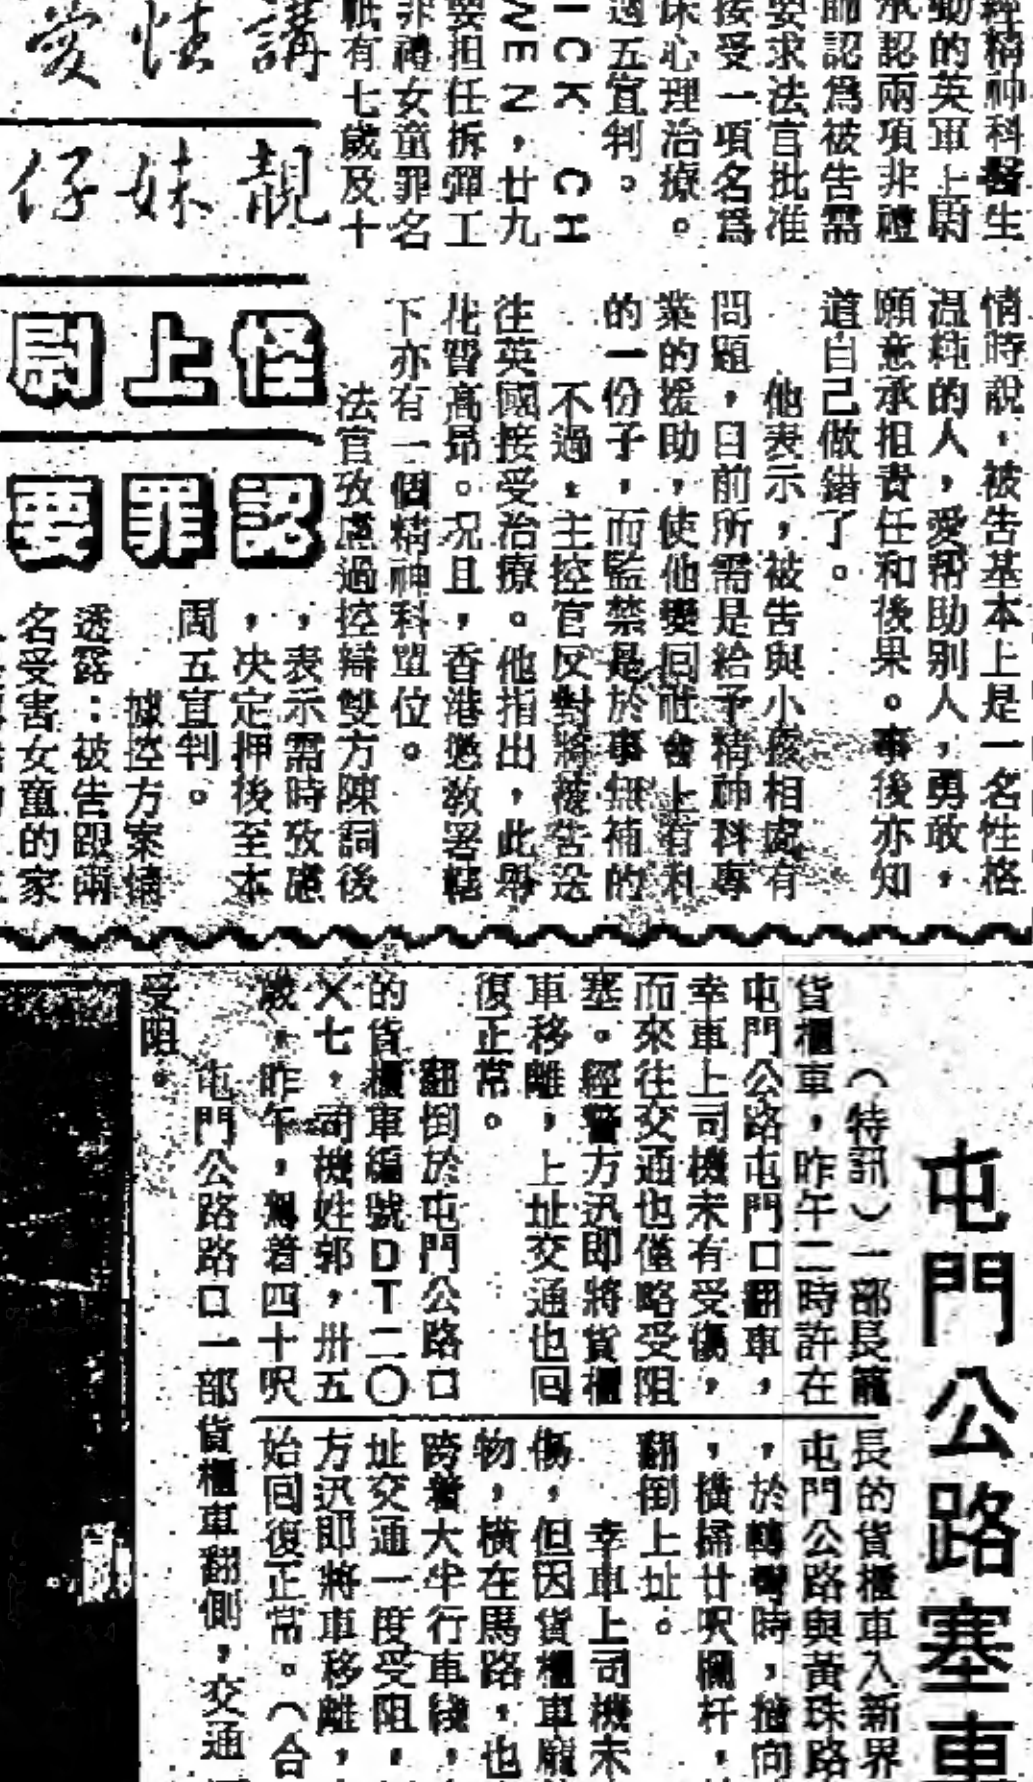 經精神科醫生
動的英軍上尉
承認兩項非禮
師認爲被告需
要求法官批准
接受一項名爲
床心理治療。
週五宣判。
ICK CH
WEN，廿九
要担任拆彈工
非禮女童罪名
祇有七歲及十
講性愛
靚妹仔
怪上尉
認罪要
情時說，被告基本上是一名性格
温純的人，愛帮助別人，勇敢，
願意承担責任和後果。事後亦知
道自己做錯了。
他表示，被告與小孩相處有
問題，目前所需是給予精神科專
業的援助，使他變回社會上有利
的一份子，而監禁是於事無補的
不過，主控官反對將被告送
往英國接受治療。他指出，此舉
花費高昂。况且，香港懲教署轄
下亦有一個精神科單位。
法官攷慮過控辯雙方陳詞後
，表示需時攷慮
，决定押後至本
周五宣判。
據控方案情
透露：被告跟兩
名受害女童的家
屯門公路塞車
（特訊）一部長龍
貨櫃車，昨午二時許在
屯門公路屯門口翻車，
幸車上司機未有受傷，
而來往交通也僅略受阻
塞。經警方迅即將貨櫃
車移離，上址交通也回
復正常。
翻倒於屯門公路口
的貨櫃車編號DT二〇
X七，司機姓郭，卅五
歲，昨午，駕着四十呎
長的貨櫃車入新界
屯門公路與黃珠路
，於轉彎時，撞向
，橫掃廿呎欄杆，
翻倒上址。
幸車上司機未
傷，但因貨櫃車龐
物，橫在馬路，也
跨着大半行車綫，
址交通一度受阻，
方迅即將車移離，
始回復正常。（合
屯門公路路口一部貨櫃車翻側，交通
受阻。